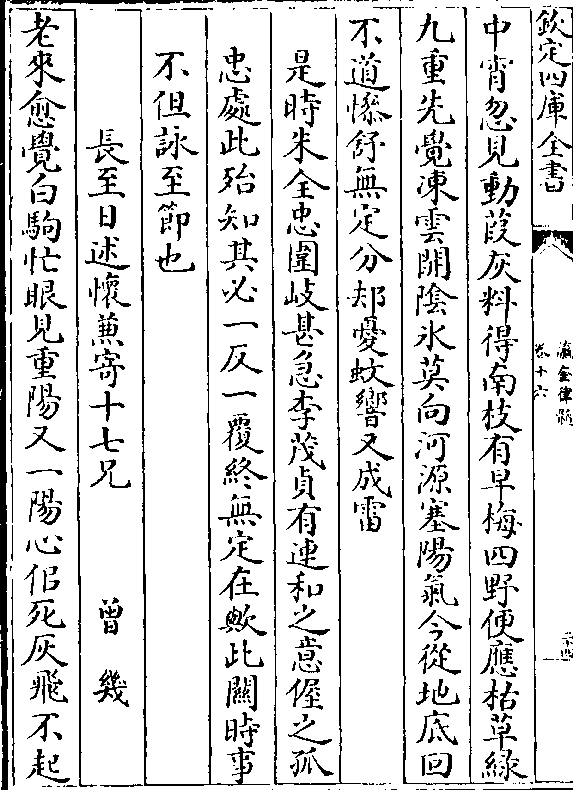 欽定四庫全書
瀛奎律髓
卷十六
二十四
中宵忽見動葭灰料得南枝有早梅四野便應枯草綠
九重先覺凍雲開陰氷莫向河源塞陽氣今從地底回
不道慘舒無定分却憂蚊響又成雷
是時朱全忠圍岐甚急李茂貞有連和之意偓之孤
忠處此殆知其必一反一覆終無定在歟此關時事
不但詠至節也
長至日述懷兼寄十七兄 曾幾
老來愈覺白駒忙眼見重陽又一陽心似死灰飛不起